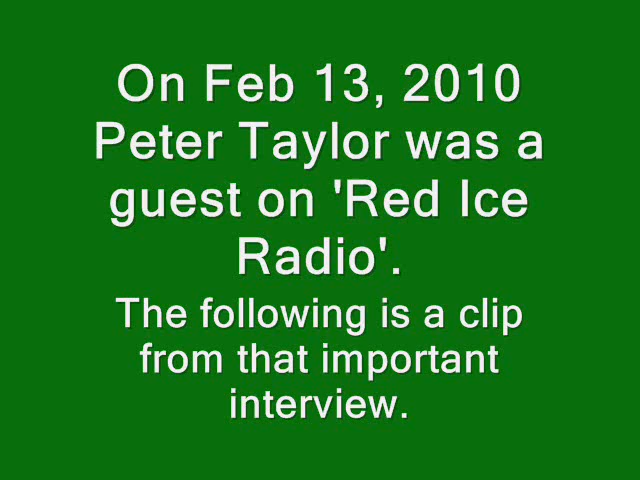 On Feb 13, 2010
Peter Taylor was a
guest on 'Red Ice
Radio'.
The following is a clip
from that important
interview.